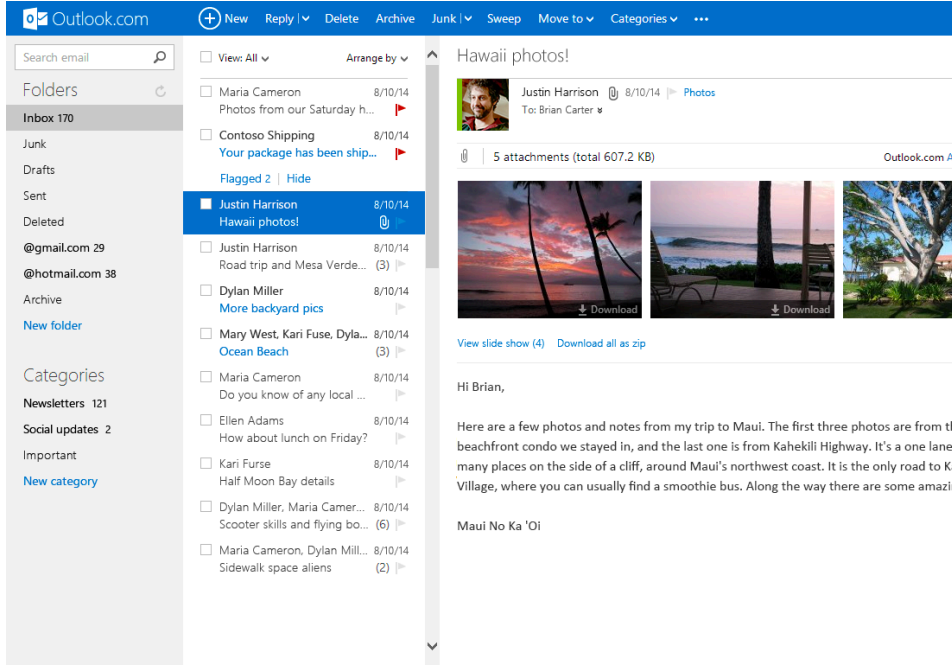 Outlook.com
New Reply Delete Archive Junk Sweep Move to Categories •••
Search email
Folders
Inbox 170
Junk
Drafts
Sent
Deleted
@gmail.com 29
@hotmail.com 38
Archive
New folder
Categories
Newsletters 121
Social updates 2
Important
New category
View: All Arrange by
Maria Cameron 8/10/14
Photos from our Saturday h...
Contoso Shipping 8/10/14
Your package has been ship...
Flagged 2 | Hide
Justin Harrison 8/10/14
Hawaii photos!
Justin Harrison 8/10/14
Road trip and Mesa Verde... (3)
Dylan Miller 8/10/14
More backyard pics
Mary West, Kari Fuse, Dyla... 8/10/14
Ocean Beach (3)
Maria Cameron 8/10/14
Do you know of any local ...
Ellen Adams 8/10/14
How about lunch on Friday?
Kari Furse 8/10/14
Half Moon Bay details
Dylan Miller, Maria Camer... 8/10/14
Scooter skills and flying bo... (6)
Maria Cameron, Dylan Mill... 8/10/14
Sidewalk space aliens (2)
Hawaii photos!
Justin Harrison 8/10/14 Photos
To: Brian Carter
5 attachments (total 607.2 KB) Outlook.com A
Download Download
View slide show (4) Download all as zip
Hi Brian,
Here are a few photos and notes from my trip to Maui. The first three photos are from th
beachfront condo we stayed in, and the last one is from Kahekili Highway. It's a one lane
many places on the side of a cliff, around Maui's northwest coast. It is the only road to K
Village, where you can usually find a smoothie bus. Along the way there are some amazi
Maui No Ka 'Oi